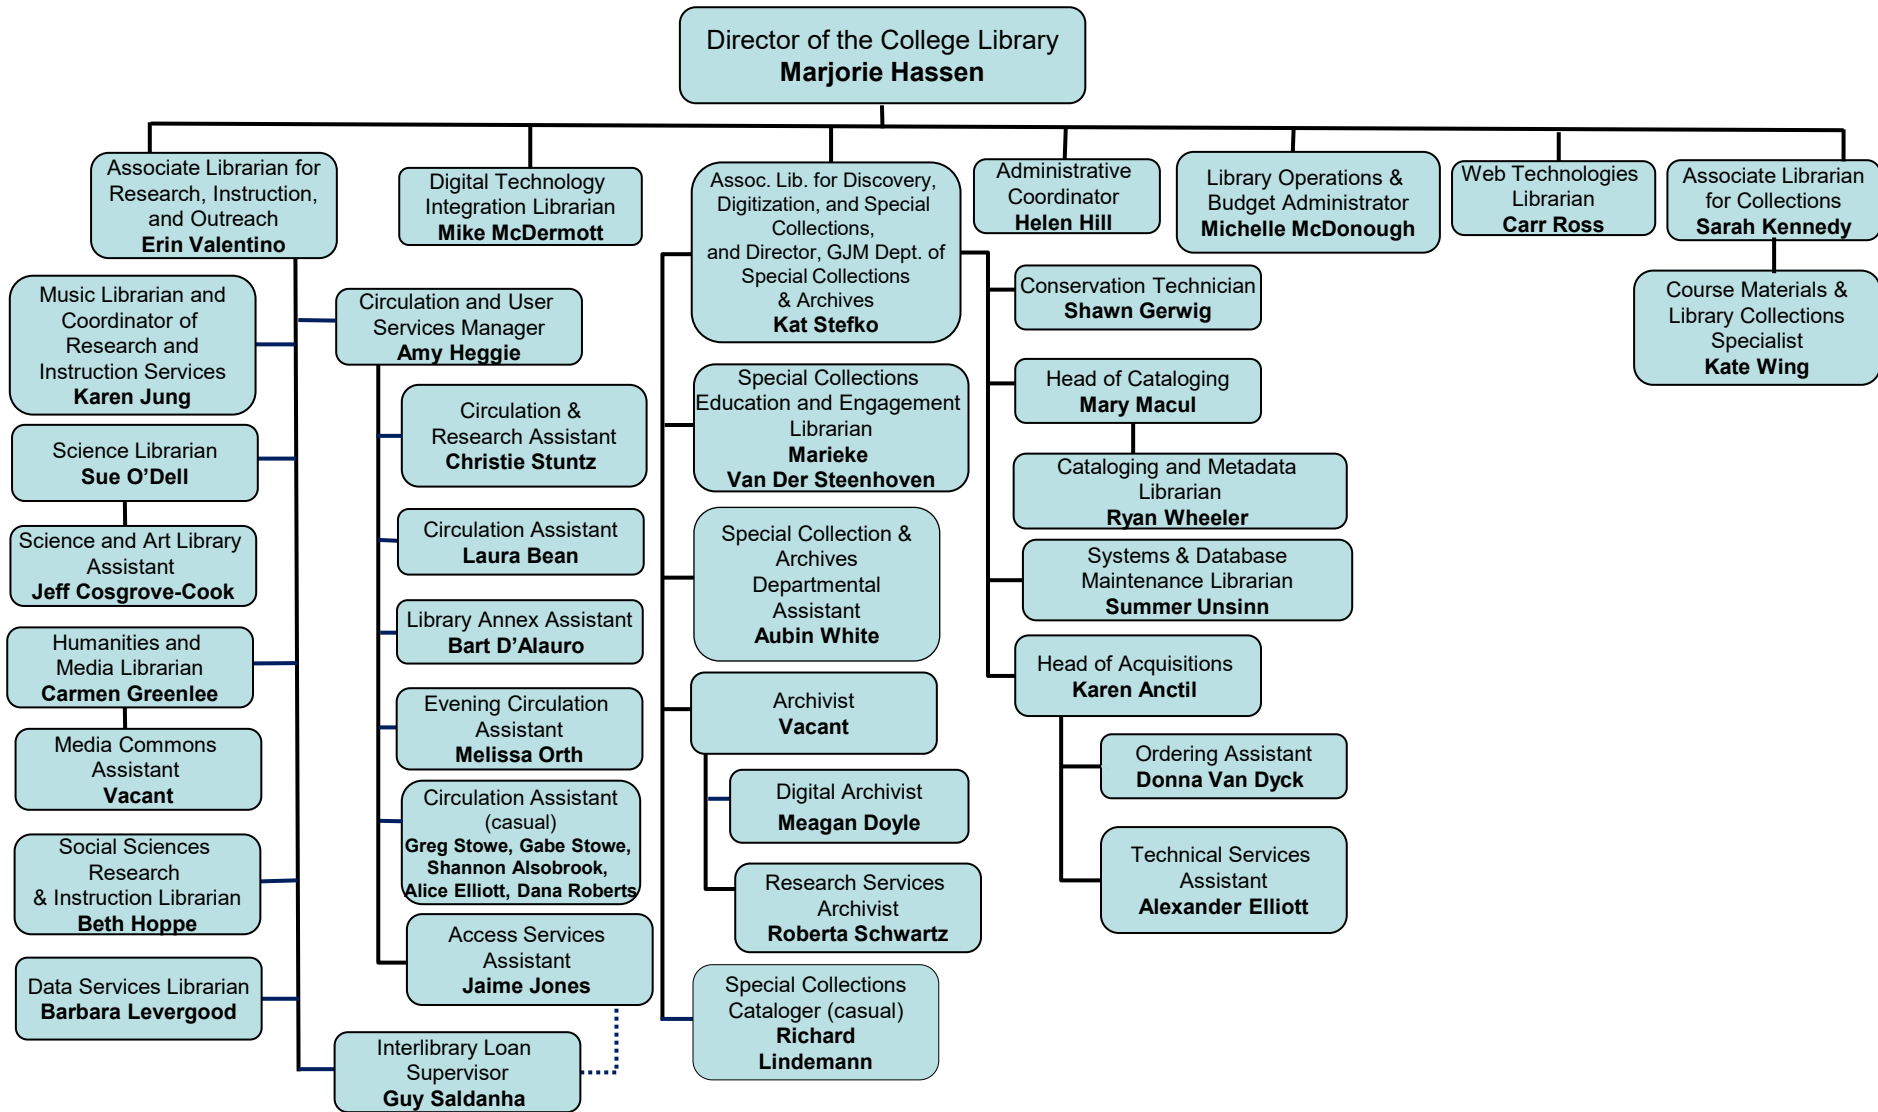 Director of the College Library
Marjorie Hassen
Associate Librarian for
Research, Instruction,
and Outreach
Erin Valentino
Digital Technology
Integration Librarian
Mike McDermott
Assoc. Lib. for Discovery,
Digitization, and Special
Collections,
and Director, GJM Dept. of
Special Collections
& Archives
Kat Stefko
Administrative
Coordinator
Helen Hill
Library Operations &
Budget Administrator
Michelle McDonough
Web Technologies
Librarian
Carr Ross
Associate Librarian
for Collections
Sarah Kennedy
Music Librarian and
Coordinator of
Research and
Instruction Services
Karen Jung
Science Librarian
Sue O’Dell
Science and Art Library
Assistant
Jeff Cosgrove-Cook
Humanities and
Media Librarian
Carmen Greenlee
Media Commons
Assistant
Vacant
Social Sciences
Research
& Instruction Librarian
Beth Hoppe
Data Services Librarian
Barbara Levergood
Circulation and User
Services Manager
Amy Heggie
Circulation &
Research Assistant
Christie Stuntz
Circulation Assistant
Laura Bean
Library Annex Assistant
Bart D’Alauro
Evening Circulation
Assistant
Melissa Orth
Circulation Assistant
(casual)
Greg Stowe, Gabe Stowe,
Shannon Alsobrook,
Alice Elliott, Dana Roberts
Access Services
Assistant
Jaime Jones
Interlibrary Loan
Supervisor
Guy Saldanha
Special Collections
Education and Engagement
Librarian
Marieke
Van Der Steenhoven
Special Collection &
Archives
Departmental
Assistant
Aubin White
Archivist
Vacant
Digital Archivist
Meagan Doyle
Research Services
Archivist
Roberta Schwartz
Special Collections
Cataloger (casual)
Richard
Lindemann
Conservation Technician
Shawn Gerwig
Head of Cataloging
Mary Macul
Cataloging and Metadata
Librarian
Ryan Wheeler
Systems & Database
Maintenance Librarian
Summer Unsinn
Head of Acquisitions
Karen Anctil
Ordering Assistant
Donna Van Dyck
Technical Services
Assistant
Alexander Elliott
Course Materials &
Library Collections
Specialist
Kate Wing